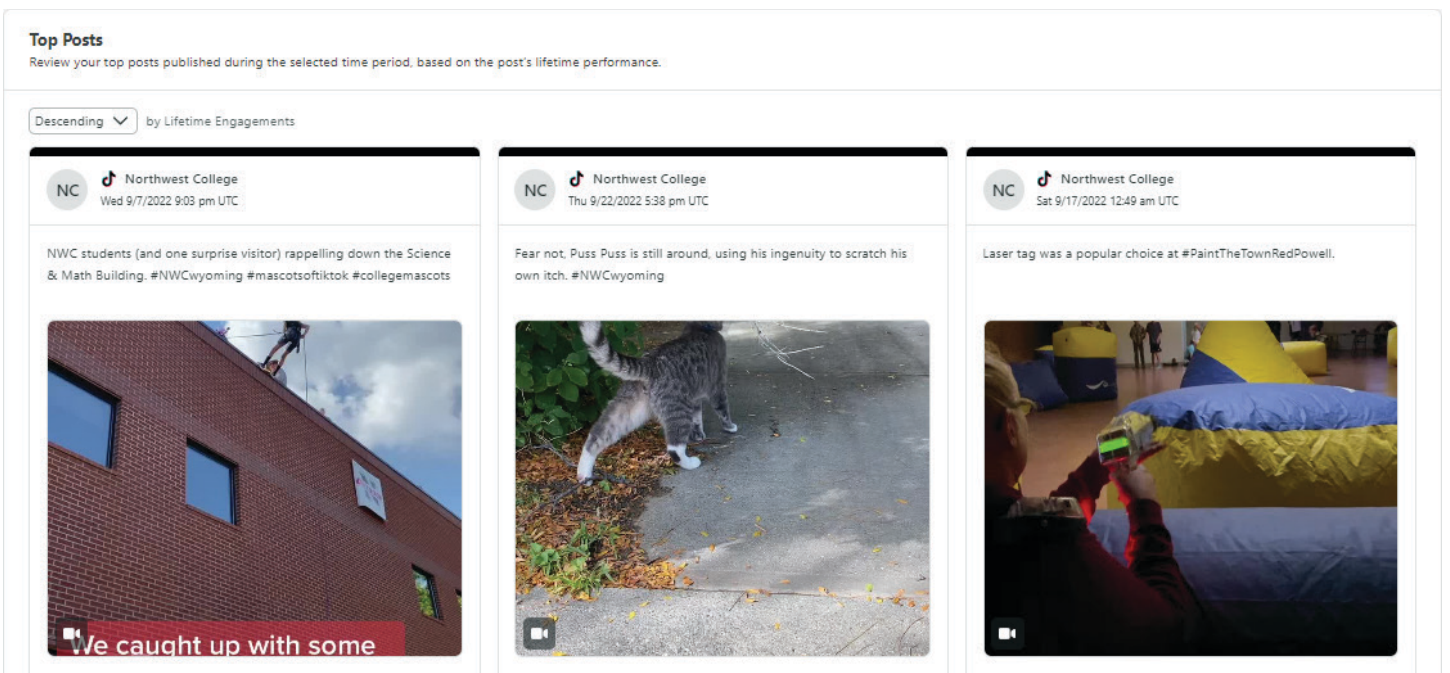 Top Posts
Review your top posts published during the selected time period, based on the post's lifetime performance.
Descending
by Lifetime Engagements
NC
Northwest College
Wed 9/7/2022 9:03 pm UTC
NWC students (and one surprise visitor) rappelling down the Science
& Math Building. #NWCwyoming #mascotsoftiktok #collegemascots
We caught up with some
NC
Northwest College
Thu 9/22/2022 5:38 pm UTC
Fear not, Puss Puss is still around, using his ingenuity to scratch his
own itch. #NWCwyoming
NC
Northwest College
Sat 9/17/2022 12:49 am UTC
Laser tag was a popular choice at #PaintTheTownRedPowell.